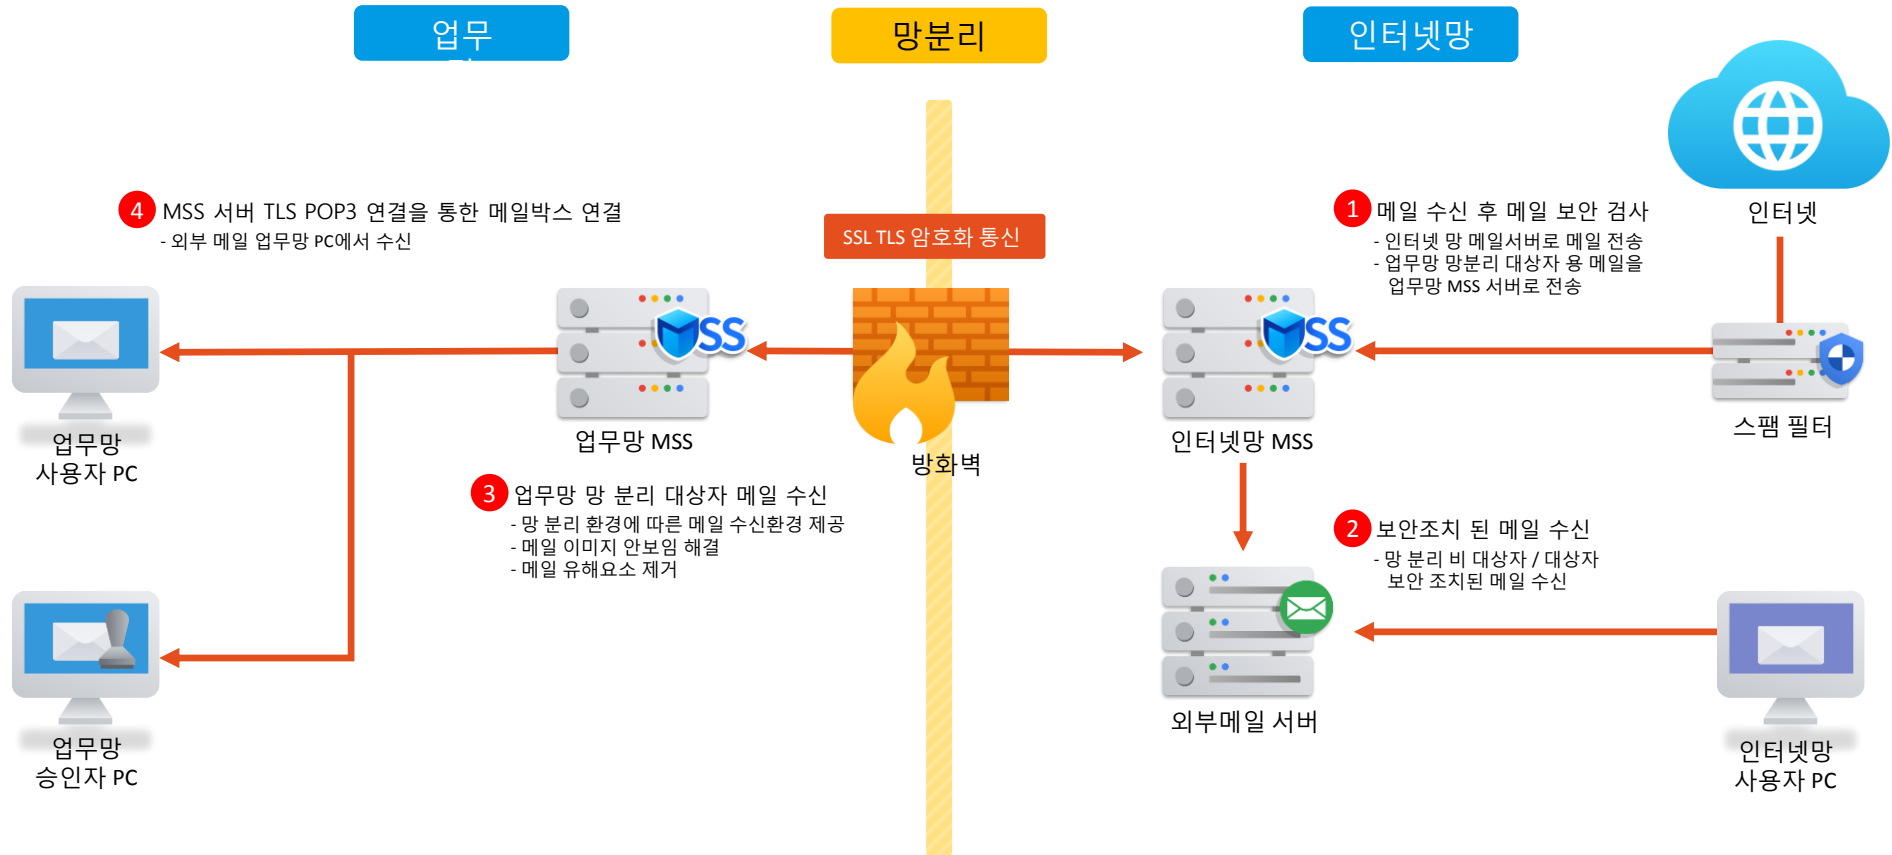 업무
망분리
인터넷망
4 MSS 서버 TLS POP3 연결을 통한 메일박스 연결
- 외부 메일 업무망 PC에서 수신
SSL TLS 암호화 통신
1 메일 수신 후 메일 보안 검사
- 인터넷 망 메일서버로 메일 전송
- 업무망 망분리 대상자 용 메일을
업무망 MSS 서버로 전송
인터넷
SS
SS
업무망
사용자 PC
업무망 MSS
방화벽
인터넷망 MSS
스팸 필터
3 업무망 망 분리 대상자 메일 수신
- 망 분리 환경에 따른 메일 수신환경 제공
- 메일 이미지 안보임 해결
- 메일 유해요소 제거
2 보안조치 된 메일 수신
- 망 분리 비 대상자 / 대상자
보안 조치된 메일 수신
외부메일 서버
업무망
승인자 PC
인터넷망
사용자 PC